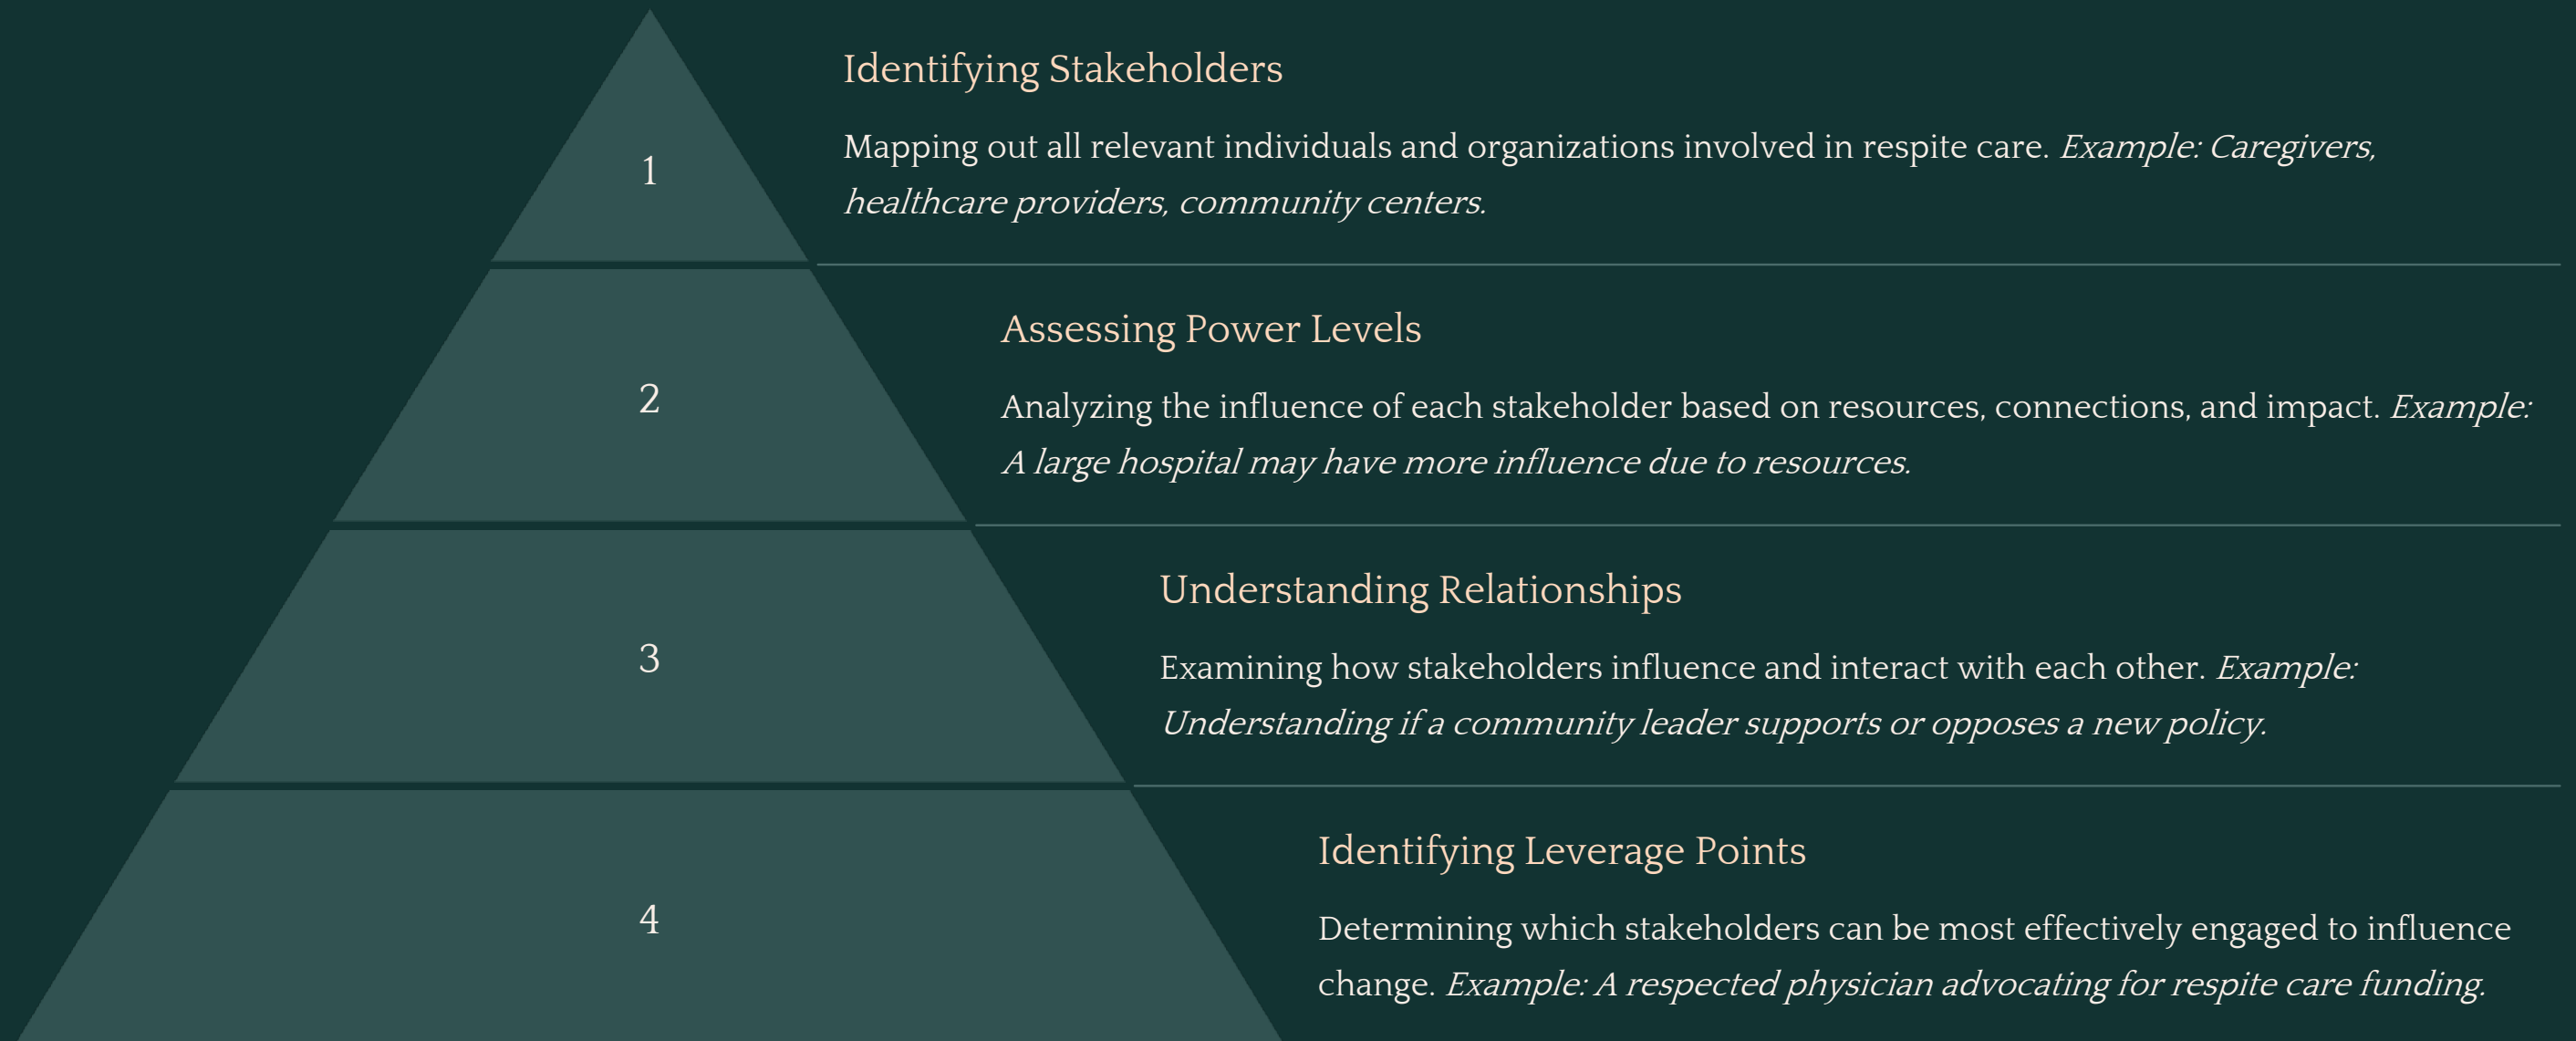 Identifying Stakeholders
Mapping out all relevant individuals and organizations involved in respite care. Example: Caregivers,
healthcare providers, community centers.
1
Assessing Power Levels
Analyzing the influence of each stakeholder based on resources, connections, and impact. Example:
A large hospital may have more influence due to resources.
2
Understanding Relationships
Examining how stakeholders influence and interact with each other. Example:
Understanding if a community leader supports or opposes a new policy.
3
Identifying Leverage Points
Determining which stakeholders can be most effectively engaged to influence
change. Example: A respected physician advocating for respite care funding.
4